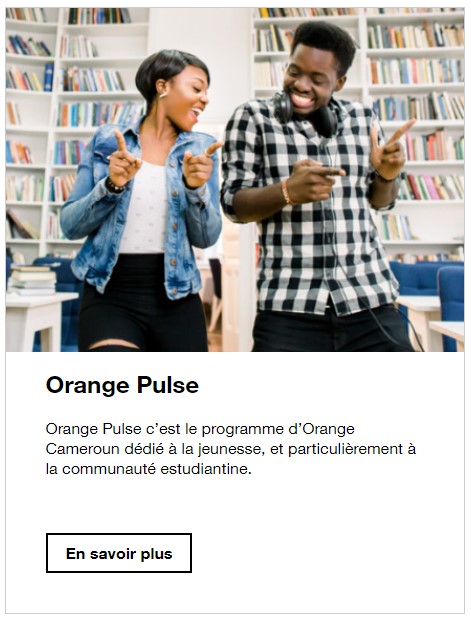 Orange Pulse
Orange Pulse c’est le programme d’Orange
Cameroun dédié à la jeunesse, et particulièrement à
la communauté estudiantine.
En savoir plus